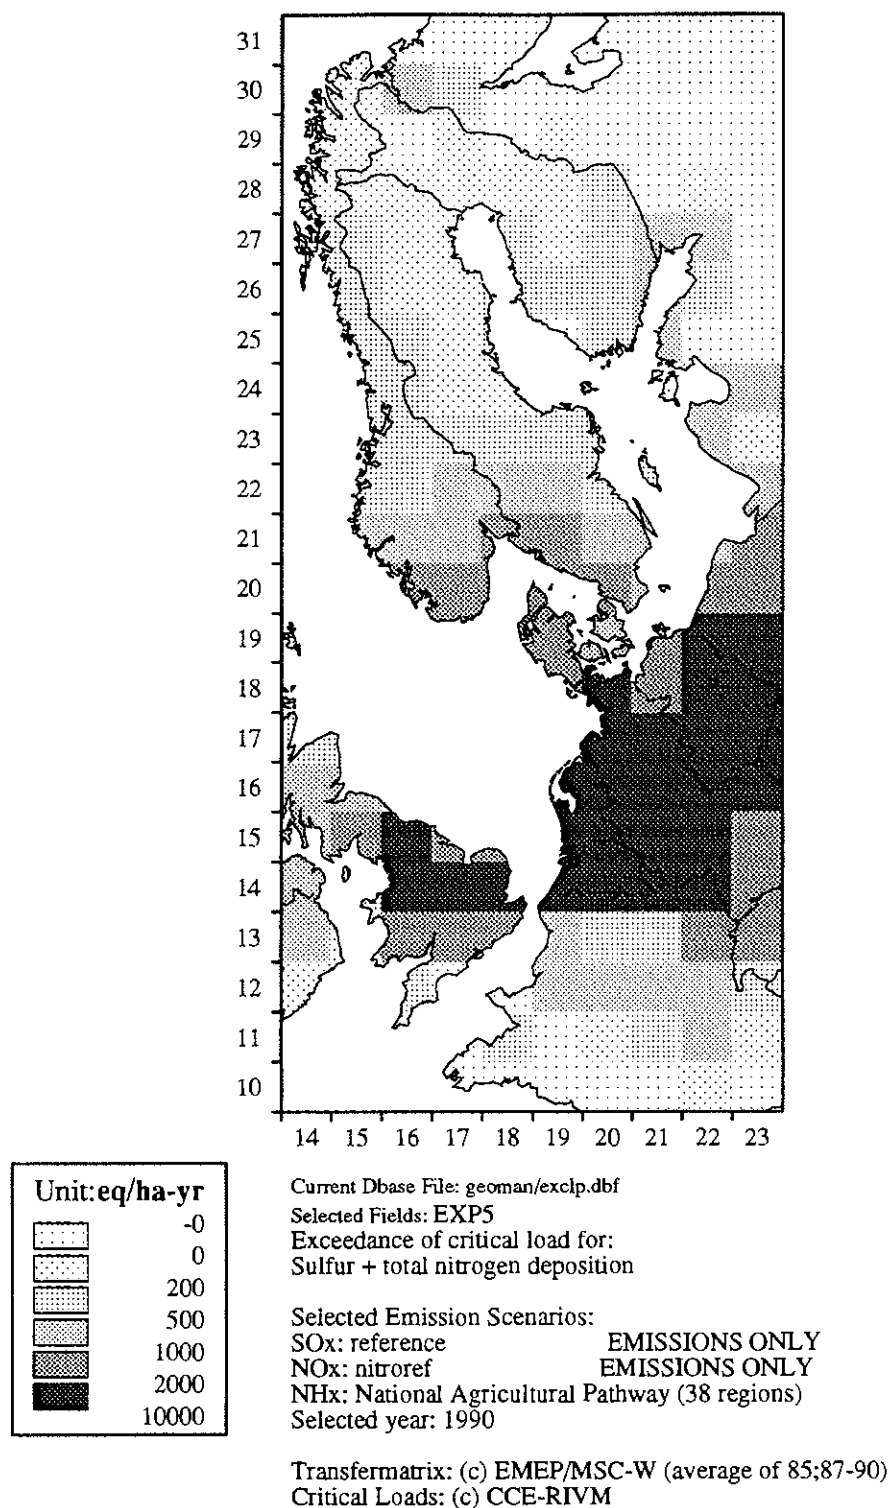 31
30
29
28
27
26
25
24
23
22
21
20
19
18
17
16
15
14
13
12
11
10
14 15 16 17 18 19 20 21 22 23
Unit:eq/ha-yr
-0
0
200
500
1000
2000
10000
Current Dbase File: geoman/exclp.dbf
Selected Fields: EXP5
Exceedance of critical load for:
Sulfur + total nitrogen deposition
Selected Emission Scenarios:
SOx: reference EMISSIONS ONLY
NOx: nitroref EMISSIONS ONLY
NHx: National Agricultural Pathway (38 regions)
Selected year: 1990
Transfermatrix: (c) EMEP/MSC-W (average of 85;87-90)
Critical Loads: (c) CCE-RIVM